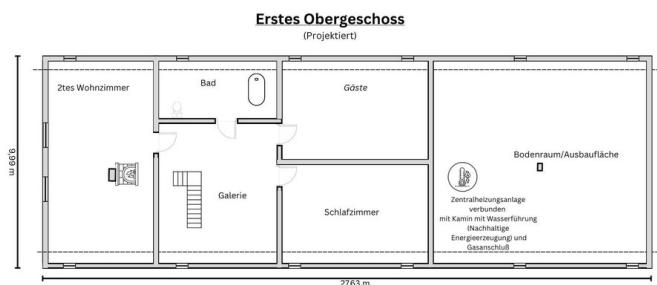 Erstes Obergeschoss
(Projektiert)
2tes Wohnzimmer
Bad
Gäste
Bodenraum/Ausbaufläche
Galerie
Schlafzimmer
Zentralheizungsanlage
verbunden
mit Kamin mit Wasserführung
(Nachhaltige
Energieerzeugung) und
Gasanschluß
9,99 m
27,63 m